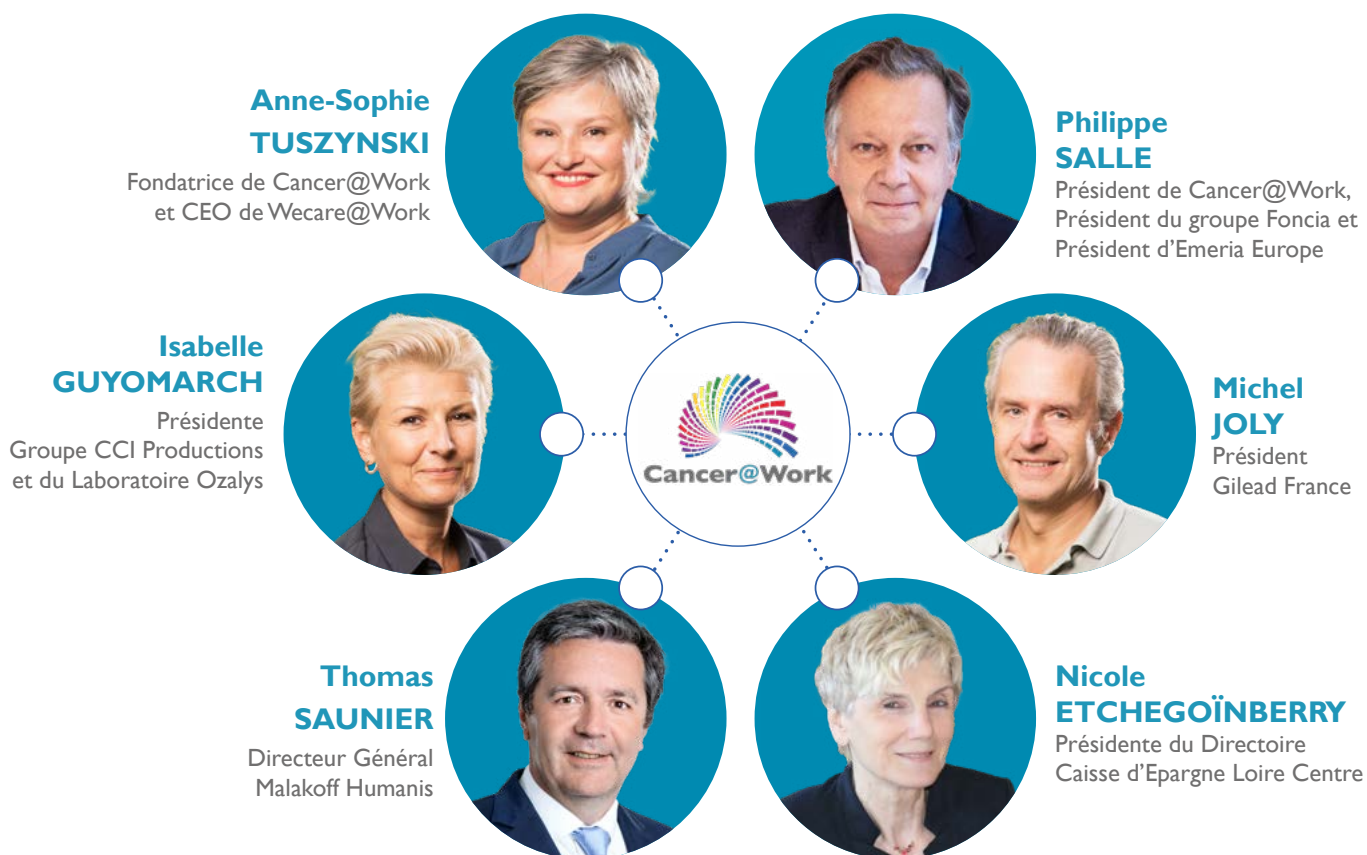 Anne-Sophie
TUSZYNSKI
Fondatrice de Cancer@Work
et CEO de Wecare@Work
Philippe
SALLE
Président de Cancer@Work,
Président du groupe Foncia et
Président d'Emeria Europe
Isabelle
GUYOMARCH
Présidente
Groupe CCI Productions
et du Laboratoire Ozalys
Cancer@Work
Michel
JOLY
Président
Gilead France
Thomas
SAUNIER
Directeur Général
Malakoff Humanis
Nicole
ETCHEGOÏNBERRY
Présidente du Directoire
Caisse d'Epargne Loire Centre